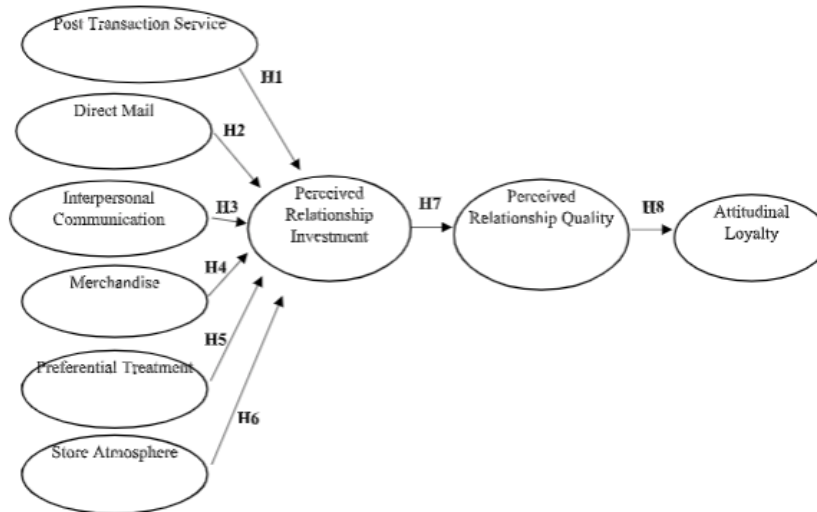 Post Transaction Service
H1
Direct Mail
H2
Interpersonal
Communication
H3
Merchandise
H4
Preferential Treatment
H5
Store Atmosphere
H6
Perceived
Relationship
Investment
H7
Perceived
Relationship Quality
H8
Attitudinal
Loyalty